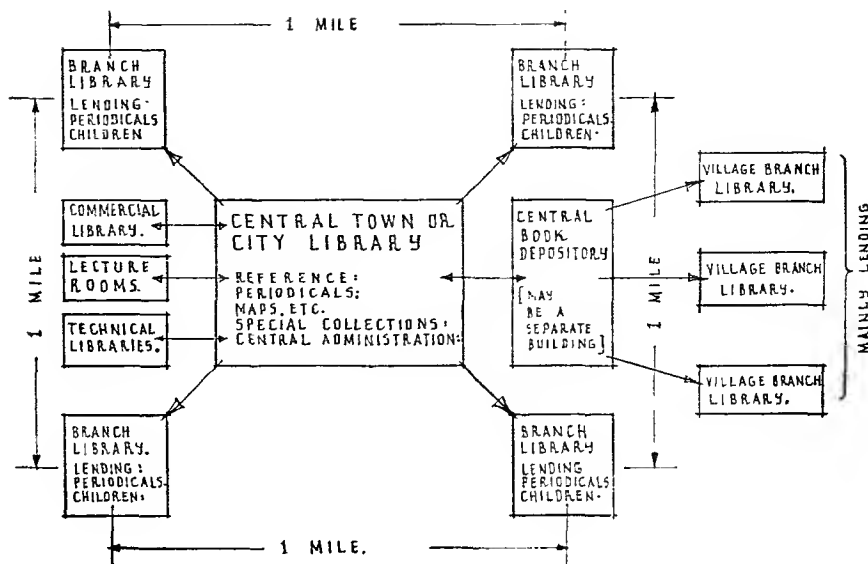 1 MILE
BRANCH
LIBRARY
LENDING:
PERIODICALS
CHILDREN
BRANCH
LIBRARY
LENDING:
PERIODICALS.
CHILDREN.
1 MILE
COMMERCIAL
LIBRARY.
LECTURE
ROOMS.
TECHNICAL
LIBRARIES.
CENTRAL TOWN OR
CITY LIBRARY
REFERENCE:
PERIODICALS;
MAPS. ETC.
SPECIAL COLLECTIONS:
CENTRAL ADMINISTRATION:
CENTRAL
BOOK
DEPOSITORY
[MAY
BE A
SEPARATE
BUILDING]
1 MILE
VILLAGE BRANCH
LIBRARY.
VILLAGE BRANCH
LIBRARY.
VILLAGE BRANCH
LIBRARY.
MAINLY LENDING
BRANCH
LIBRARY.
LENDING:
PERIODICALS.
CHILDREN:
BRANCH
LIBRARY
LENDING
PERIODICALS
CHILDREN.
1 MILE.